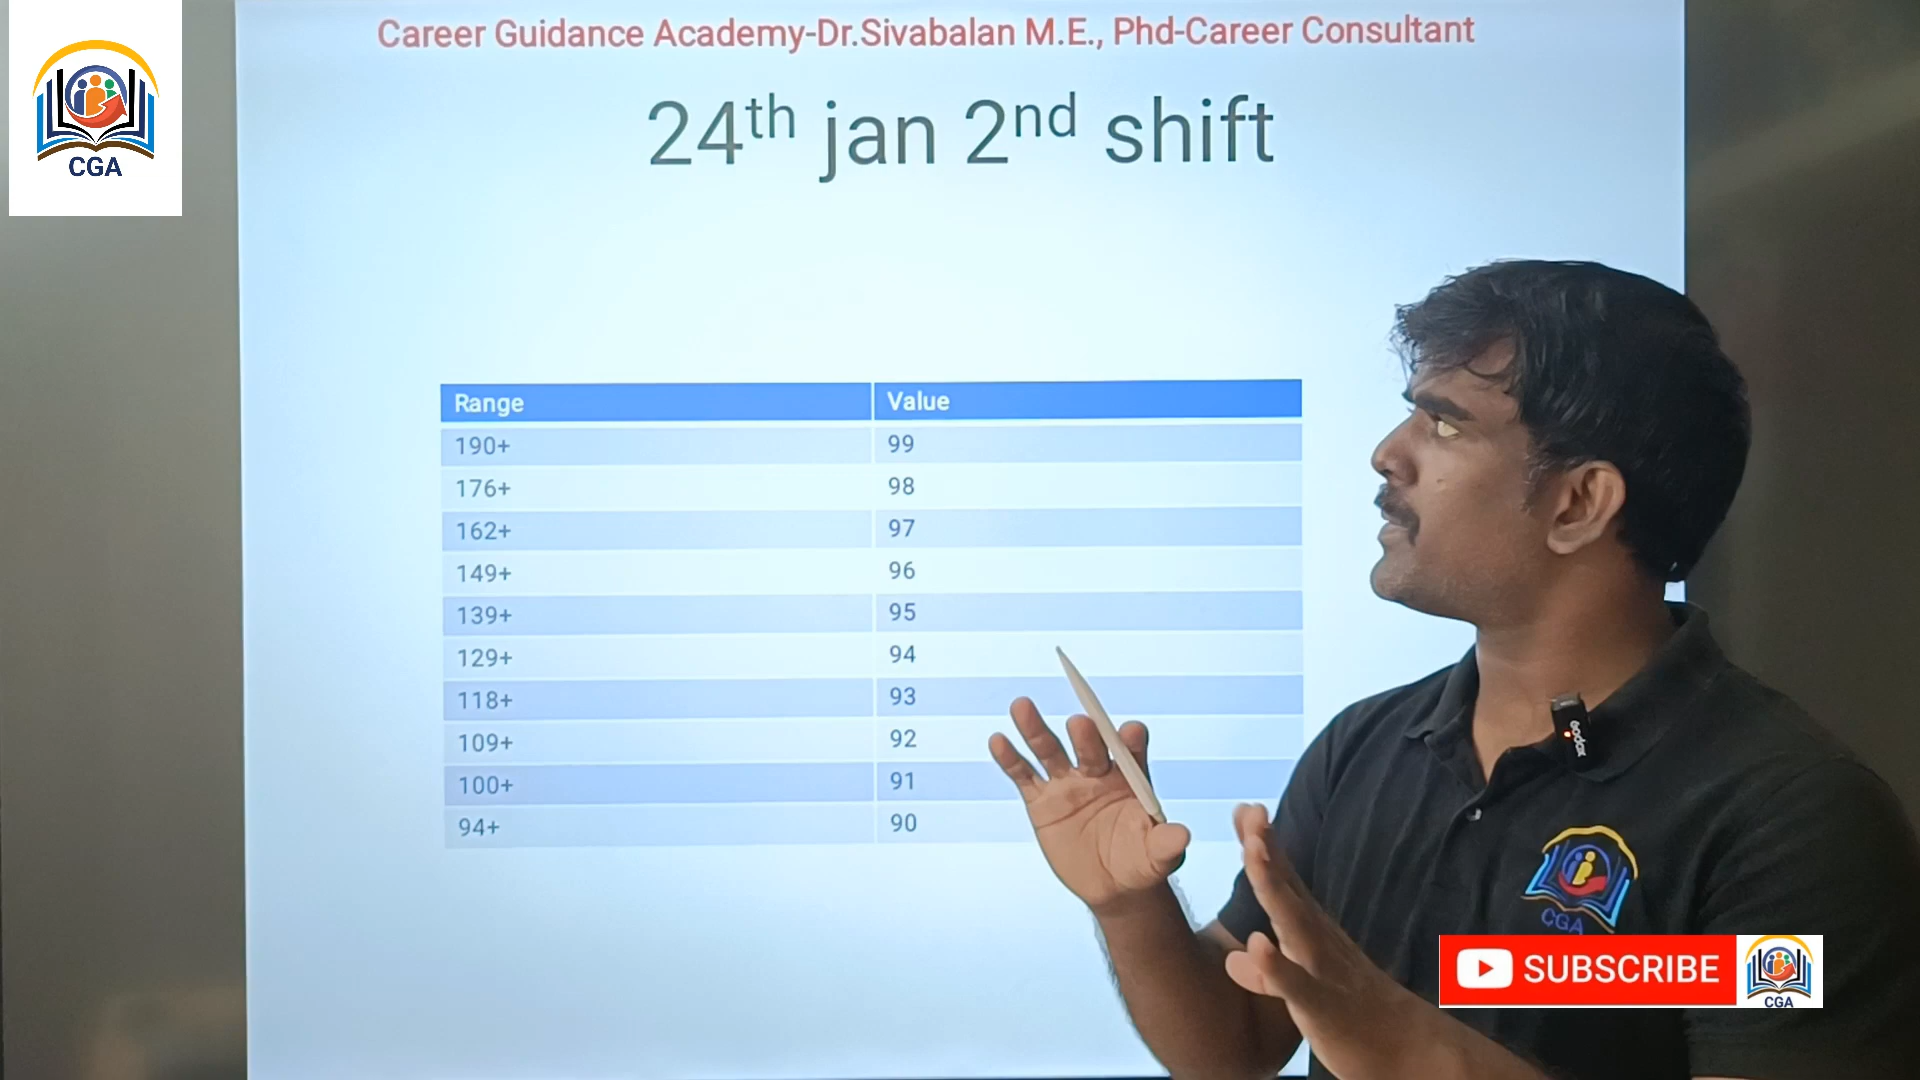 CGA
Career Guidance Academy-Dr.Sivabalan M.E., Phd-Career Consultant
24th jan 2nd shift
Range Value
190+ 99
176+ 98
162+ 97
149+ 96
139+ 95
129+ 94
118+ 93
109+ 92
100+ 91
94+ 90
Godox
CGA
SUBSCRIBE
CGA